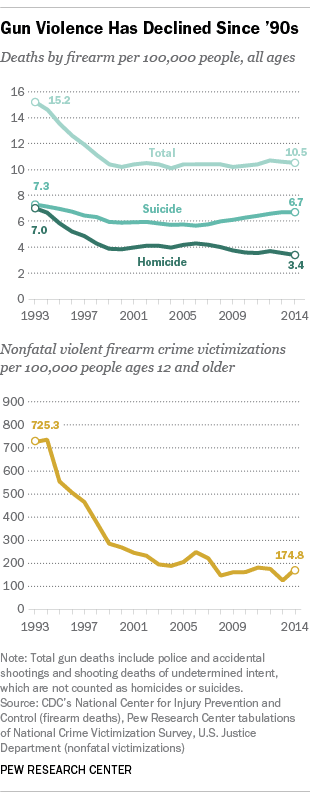 Gun Violence Has Declined Since ’90s
Deaths by firearm per 100,000 people, all ages
16
15.2
14
12
Total
10.5
10
8
7.3
Suicide
6.7
6
7.0
4
Homicide
3.4
2
0
1993 1997 2001 2005 2009 2014
Nonfatal violent firearm crime victimizations
per 100,000 people ages 12 and older
900
800
725.3
700
600
500
400
300
200
174.8
100
0
1993 1997 2001 2005 2009 2014
Note: Total gun deaths include police and accidental
shootings and shooting deaths of undetermined intent,
which are not counted as homicides or suicides.
Source: CDC’s National Center for Injury Prevention and
Control (firearm deaths), Pew Research Center tabulations
of National Crime Victimization Survey, U.S. Justice
Department (nonfatal victimizations)
PEW RESEARCH CENTER